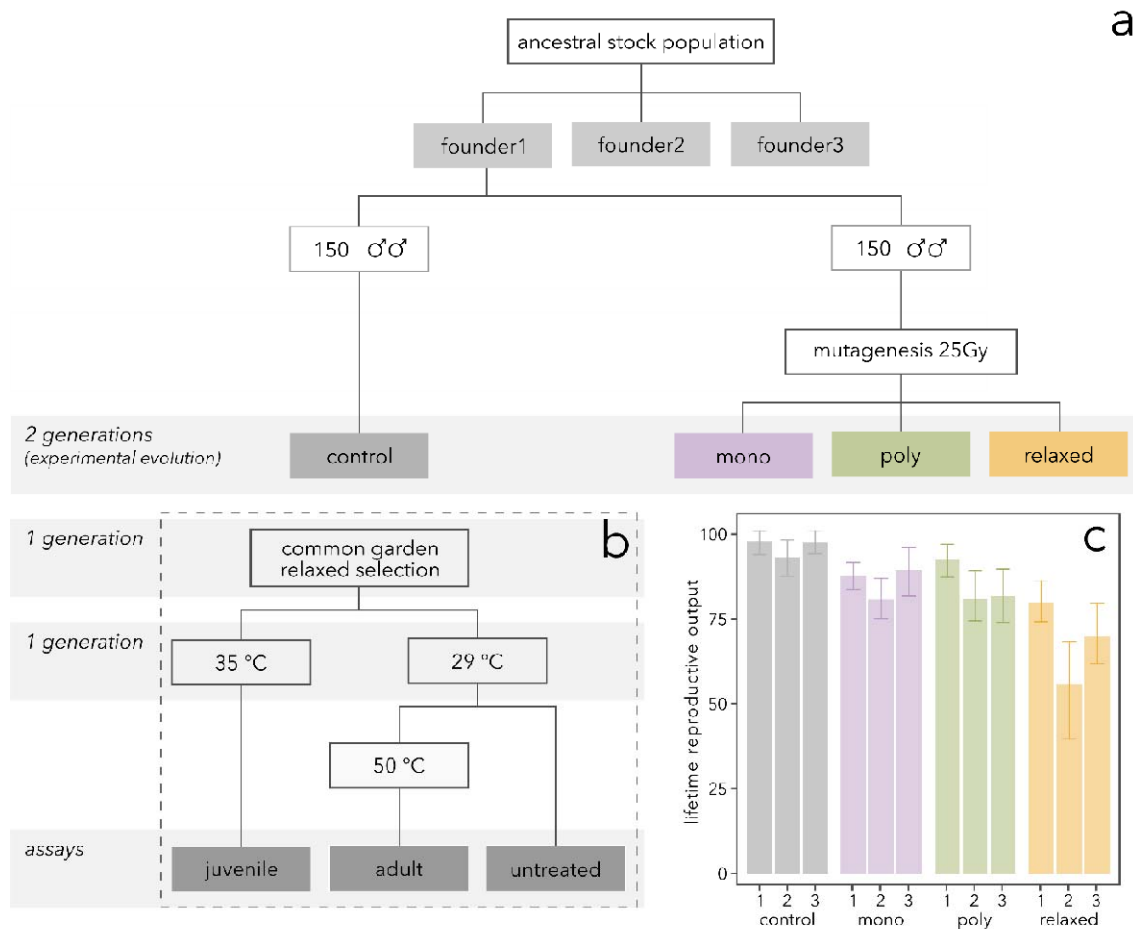 a
ancestral stock population
founder1
founder2
founder3
150 ♂♂
150 ♂♂
mutagenesis 25Gy
2 generations
(experimental evolution)
control
mono
poly
relaxed
b
1 generation
common garden
relaxed selection
1 generation
35 °C
29 °C
50 °C
assays
juvenile
adult
untreated
c
lifetime reproductive output
100
75
50
25
0
1 2 3 1 2 3 1 2 3 1 2 3
control mono poly relaxed